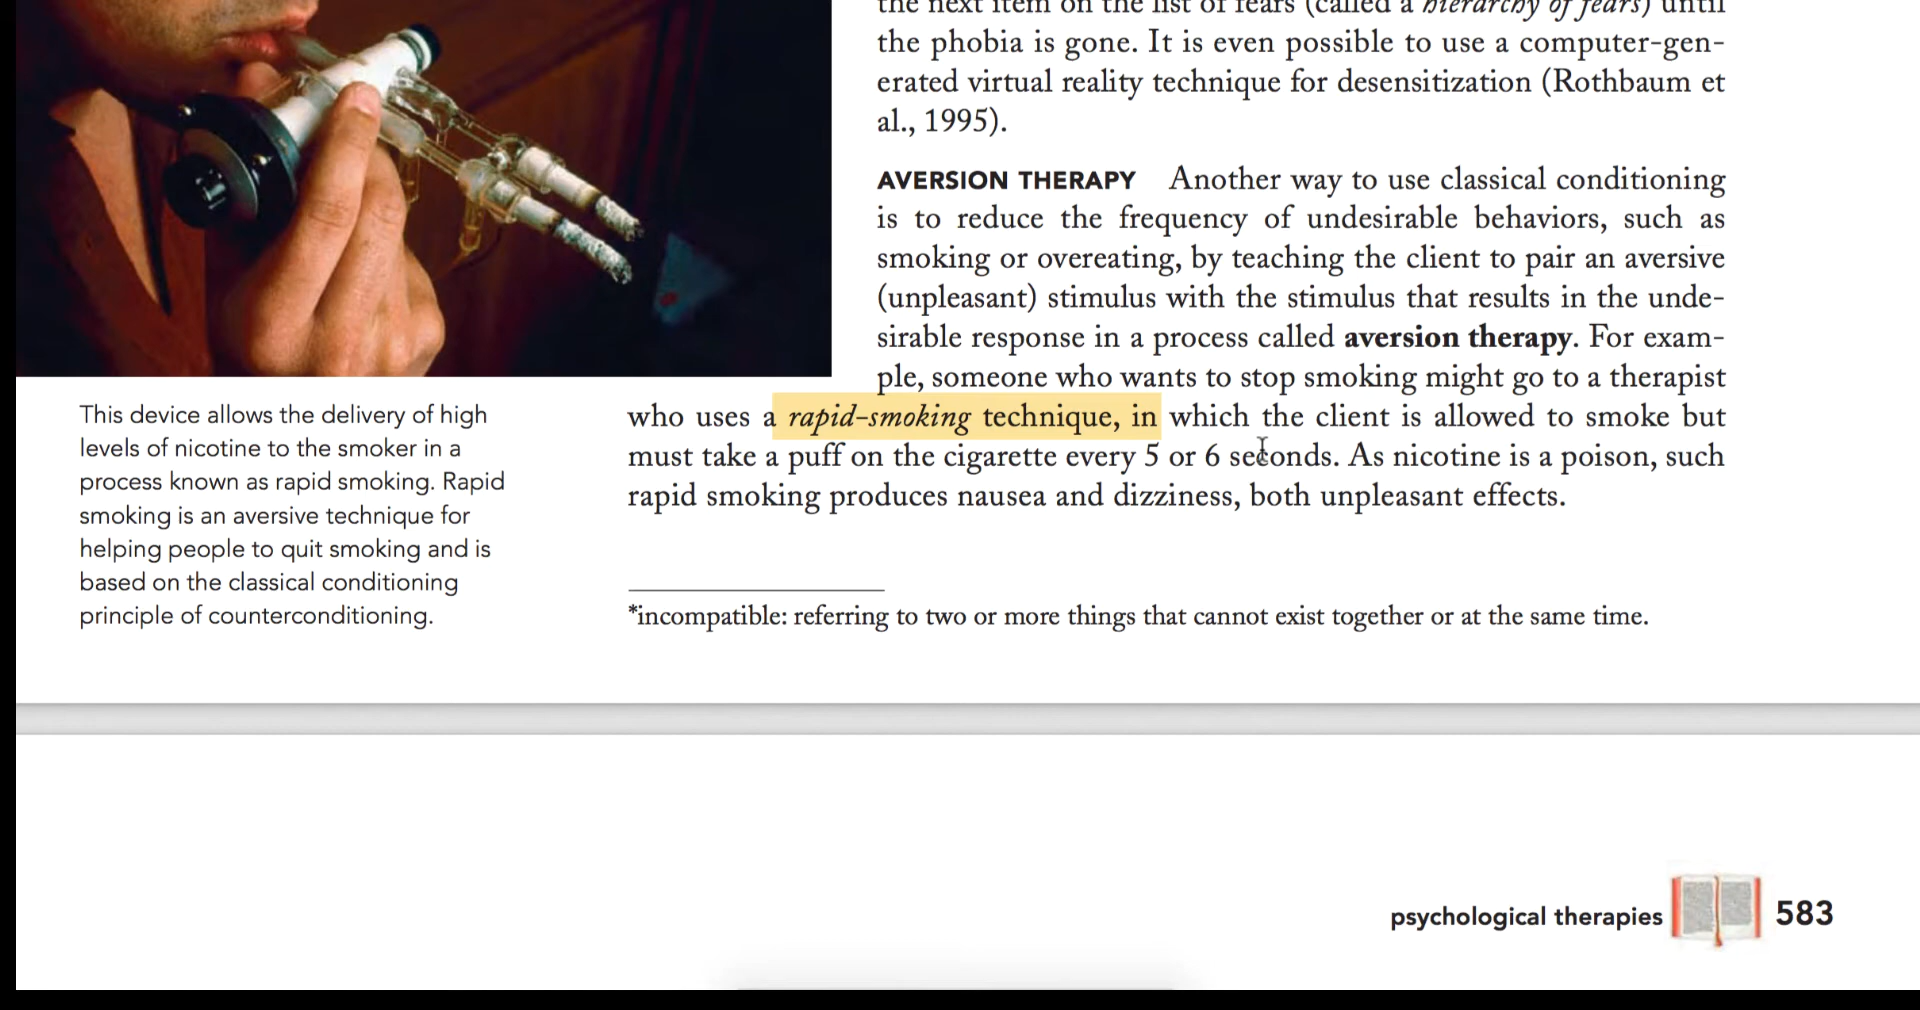 the next item on the list of fears (called a hierarchy of fears) until
the phobia is gone. It is even possible to use a computer-gen-
erated virtual reality technique for desensitization (Rothbaum et
al., 1995).
AVERSION THERAPY Another way to use classical conditioning
is to reduce the frequency of undesirable behaviors, such as
smoking or overeating, by teaching the client to pair an aversive
(unpleasant) stimulus with the stimulus that results in the unde-
sirable response in a process called aversion therapy. For exam-
ple, someone who wants to stop smoking might go to a therapist
who uses a rapid-smoking technique, in which the client is allowed to smoke but
must take a puff on the cigarette every 5 or 6 seconds. As nicotine is a poison, such
rapid smoking produces nausea and dizziness, both unpleasant effects.
This device allows the delivery of high
levels of nicotine to the smoker in a
process known as rapid smoking. Rapid
smoking is an aversive technique for
helping people to quit smoking and is
based on the classical conditioning
principle of counterconditioning.
*incompatible: referring to two or more things that cannot exist together or at the same time.
psychological therapies 583